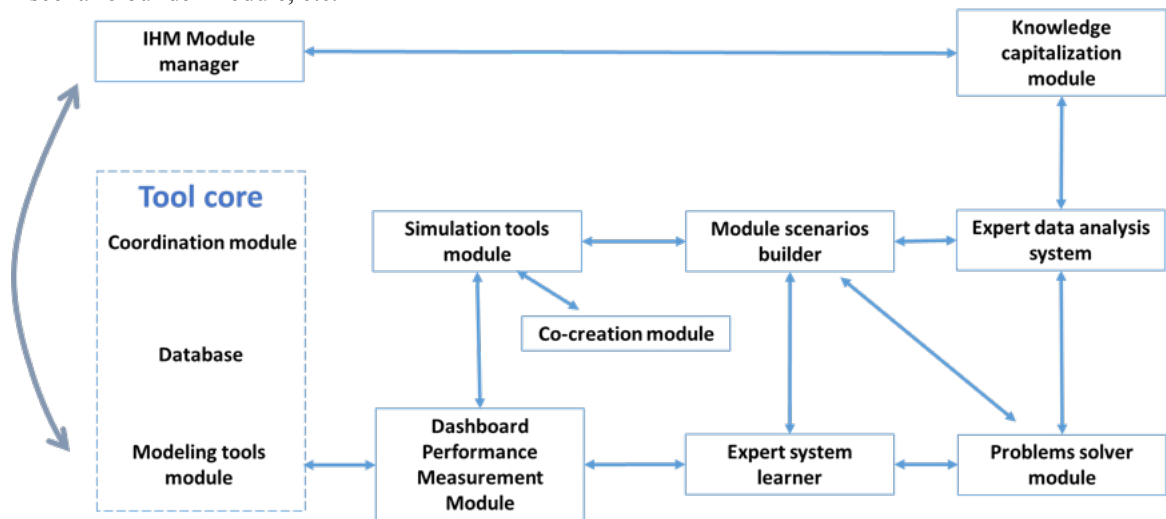 IHM Module
manager
Knowledge
capitalization
module
Tool core
Coordination module
Database
Modeling tools
module
Simulation tools
module
Module scenarios
builder
Expert data analysis
system
Co-creation module
Dashboard
Performance
Measurement
Module
Expert system
learner
Problems solver
module